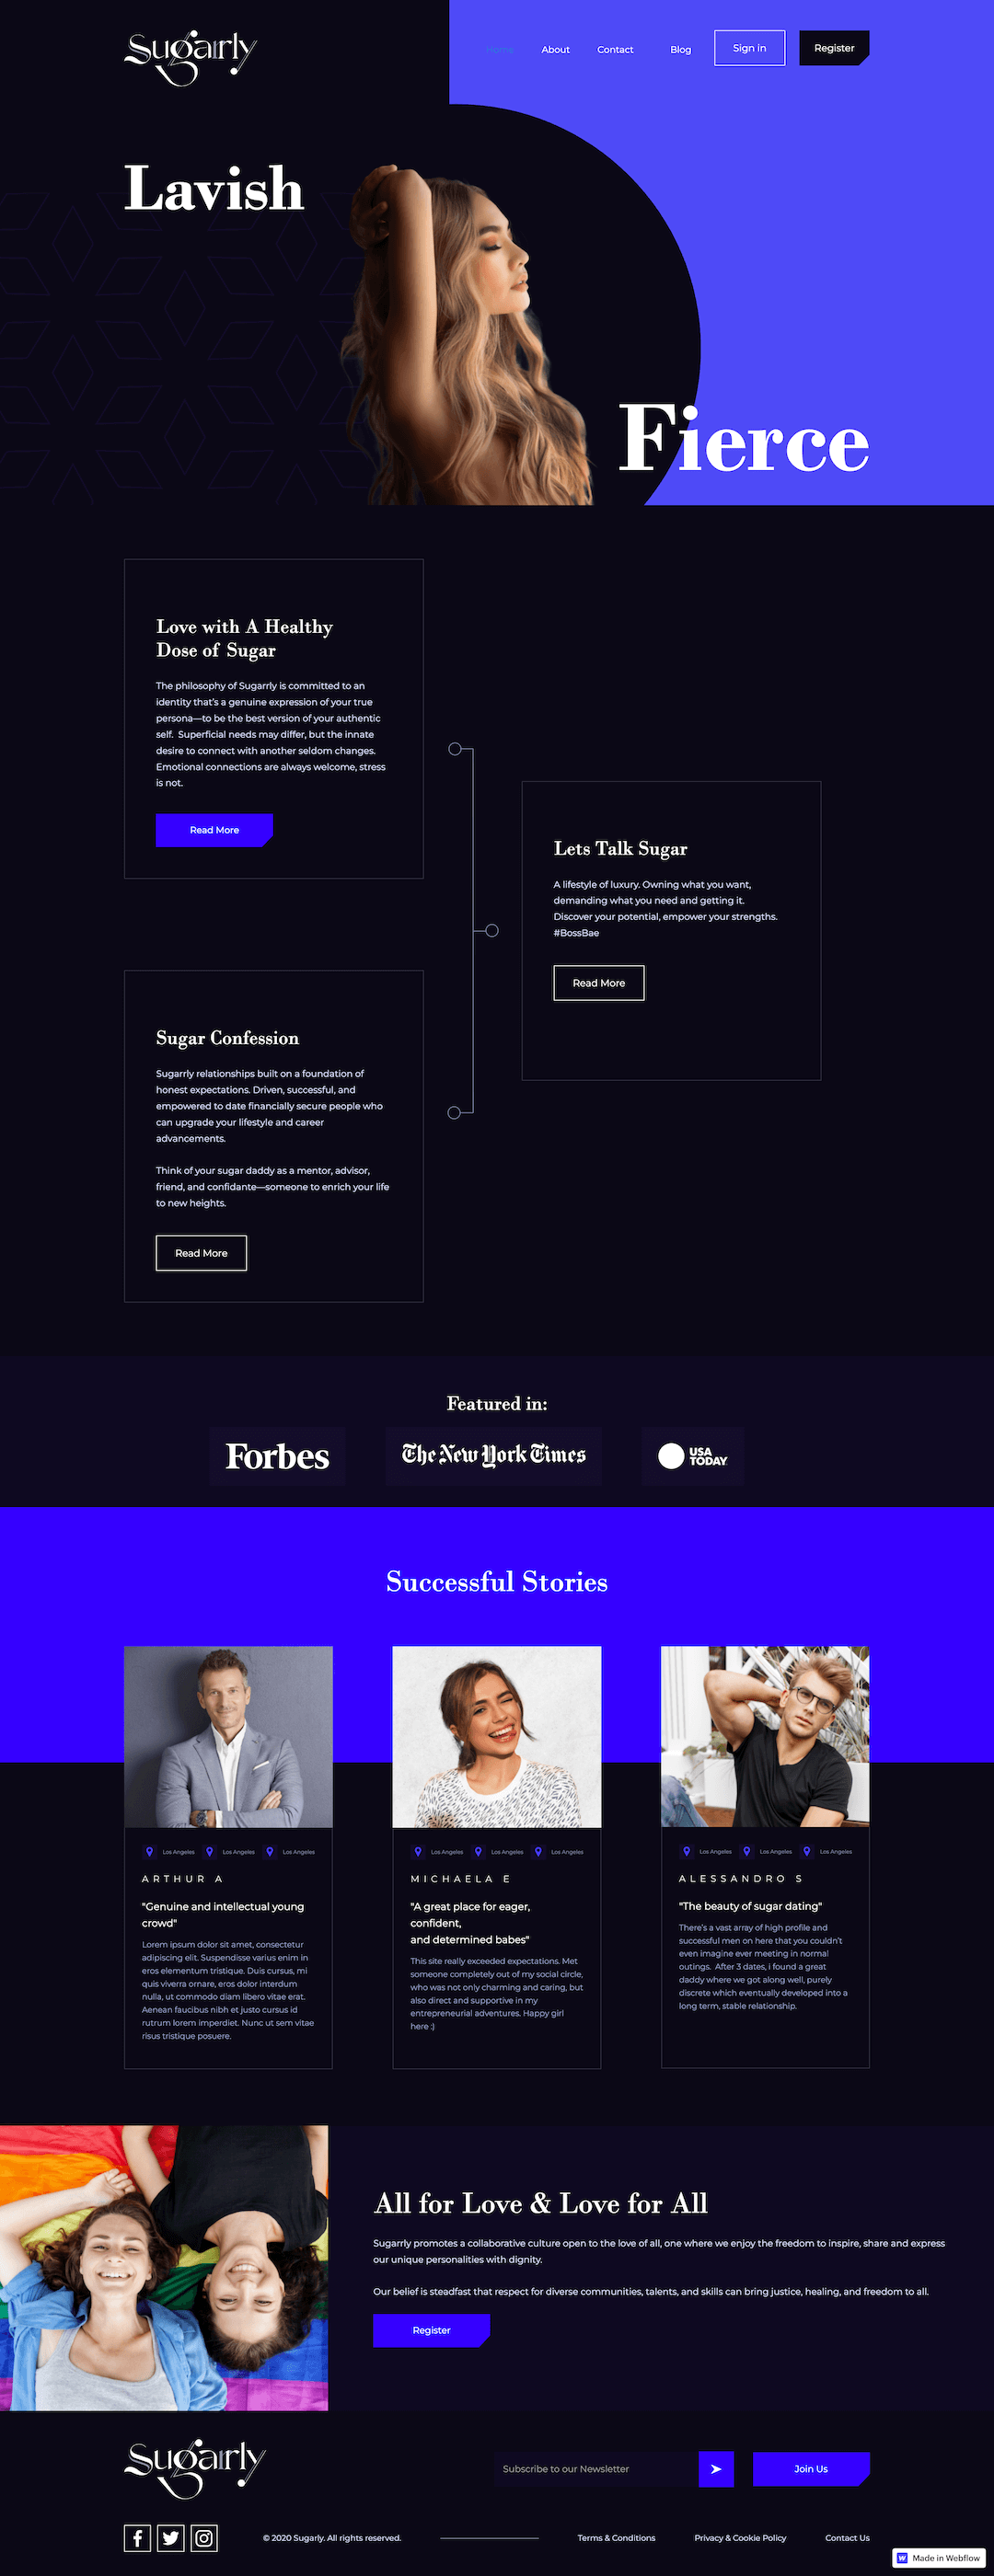 Sugarrly
Home
About
Contact
Blog
Sign in
Register
Lavish
Fierce
Love with A Healthy
Dose of Sugar
The philosophy of Sugarrly is committed to an
identity that's a genuine expression of your true
persona—to be the best version of your authentic
self.  Superficial needs may differ, but the innate
desire to connect with another seldom changes.
Emotional connections are always welcome, stress
is not.
Read More
Lets Talk Sugar
A lifestyle of luxury. Owning what you want,
demanding what you need and getting it.
Discover your potential, empower your strengths.
#BossBae
Read More
Sugar Confession
Sugarrly relationships built on a foundation of
honest expectations. Driven, successful, and
empowered to date financially secure people who
can upgrade your lifestyle and career
advancements.
Think of your sugar daddy as a mentor, advisor,
friend, and confidante—someone to enrich your life
to new heights.
Read More
Featured in:
Forbes
The New York Times
USA
TODAY
Successful Stories
Los Angeles
Los Angeles
Los Angeles
ARTHUR A
"Genuine and intellectual young
crowd"
Lorem ipsum dolor sit amet, consectetur
adipiscing elit. Suspendisse varius enim in
eros elementum tristique. Duis cursus, mi
quis viverra ornare, eros dolor interdum
nulla, ut commodo diam libero vitae erat.
Aenean faucibus nibh et justo cursus id
rutrum lorem imperdiet. Nunc ut sem vitae
risus tristique posuere.
Los Angeles
Los Angeles
Los Angeles
MICHAELA E
"A great place for eager,
confident,
and determined babes"
This site really exceeded expectations. Met
someone completely out of my social circle,
who was not only charming and caring, but
also direct and supportive in my
entrepreneurial adventures. Happy girl
here :)
Los Angeles
Los Angeles
Los Angeles
ALESSANDRO S
"The beauty of sugar dating"
There's a vast array of high profile and
successful men on here that you couldn't
even imagine ever meeting in normal
outings.  After 3 dates, i found a great
daddy where we got along well, purely
discrete which eventually developed into a
long term, stable relationship.
All for Love & Love for All
Sugarrly promotes a collaborative culture open to the love of all, one where we enjoy the freedom to inspire, share and express
our unique personalities with dignity.
Our belief is steadfast that respect for diverse communities, talents, and skills can bring justice, healing, and freedom to all.
Register
Sugarrly
Subscribe to our Newsletter
Join Us
© 2020 Sugarly. All rights reserved.
Terms & Conditions
Privacy & Cookie Policy
Contact Us
Made in Webflow